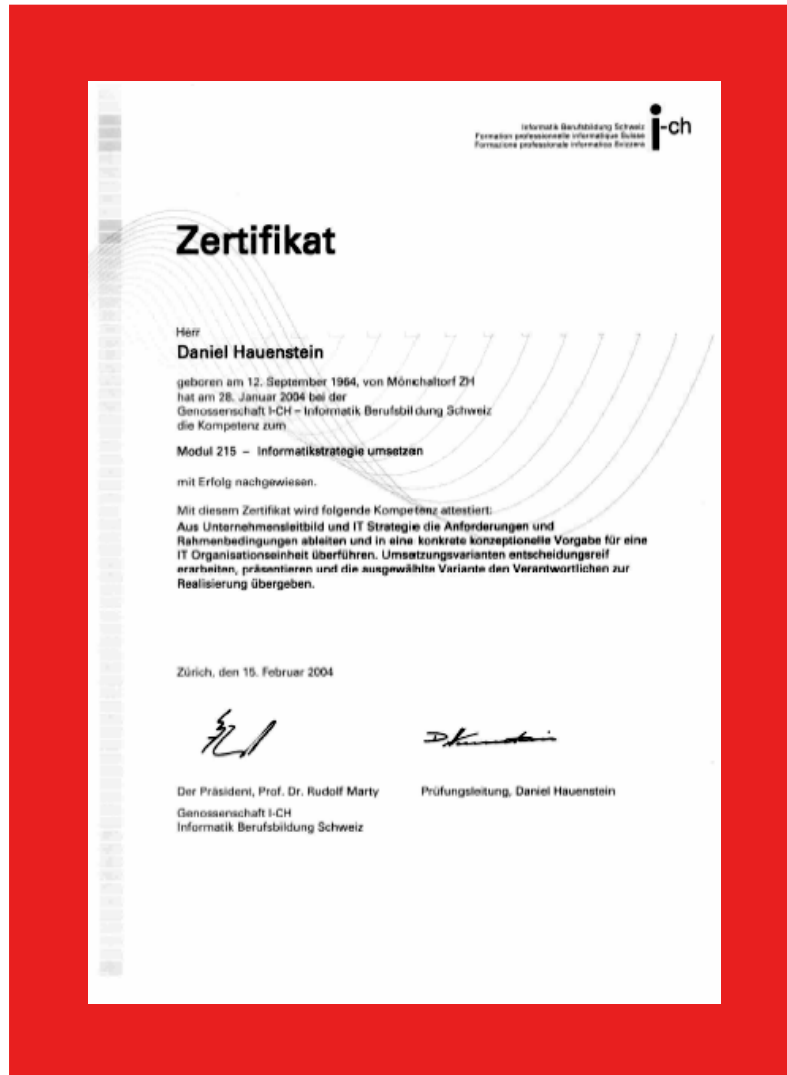 Informatik Berufsbildung Schweiz
Formation professionnelle informatique Suisse
Formazione professionale informatica Svizzera
i-ch
Zertifikat
Herr
Daniel Hauenstein
geboren am 12. September 1964, von Mönchaltorf ZH
hat am 28. Januar 2004 bei der
Genossenschaft I-CH – Informatik Berufsbildung Schweiz
die Kompetenz zum
Modul 215 – Informatikstrategie umsetzen
mit Erfolg nachgewiesen.
Mit diesem Zertifikat wird folgende Kompetenz attestiert:
Aus Unternehmensleitbild und IT Strategie die Anforderungen und
Rahmenbedingungen ableiten und in eine konkrete konzeptionelle Vorgabe für eine
IT Organisationseinheit überführen. Umsetzungsvarianten entscheidungsreif
erarbeiten, präsentieren und die ausgewählte Variante den Verantwortlichen zur
Realisierung übergeben.
Zürich, den 15. Februar 2004
Der Präsident, Prof. Dr. Rudolf Marty
Prüfungsleitung, Daniel Hauenstein
Genossenschaft I-CH
Informatik Berufsbildung Schweiz